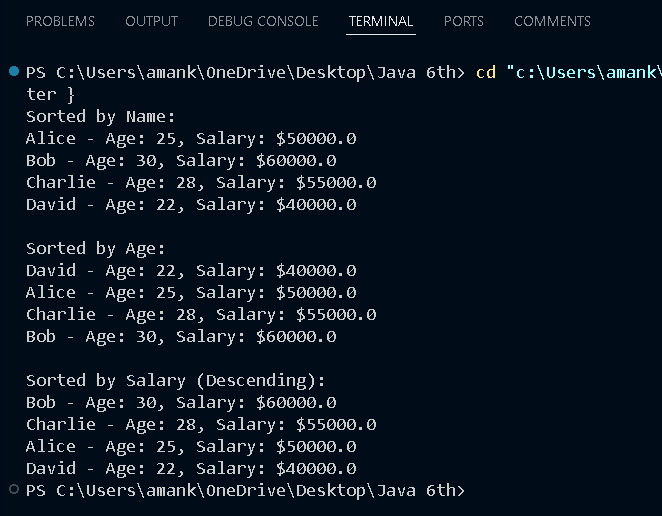 PROBLEMS OUTPUT DEBUG CONSOLE TERMINAL PORTS COMMENTS
PS C:\Users\amank\OneDrive\Desktop\Java 6th> cd "c:\Users\amank\
ter }
Sorted by Name:
Alice - Age: 25, Salary: $50000.0
Bob - Age: 30, Salary: $60000.0
Charlie - Age: 28, Salary: $55000.0
David - Age: 22, Salary: $40000.0
Sorted by Age:
David - Age: 22, Salary: $40000.0
Alice - Age: 25, Salary: $50000.0
Charlie - Age: 28, Salary: $55000.0
Bob - Age: 30, Salary: $60000.0
Sorted by Salary (Descending):
Bob - Age: 30, Salary: $60000.0
Charlie - Age: 28, Salary: $55000.0
Alice - Age: 25, Salary: $50000.0
David - Age: 22, Salary: $40000.0
PS C:\Users\amank\OneDrive\Desktop\Java 6th>